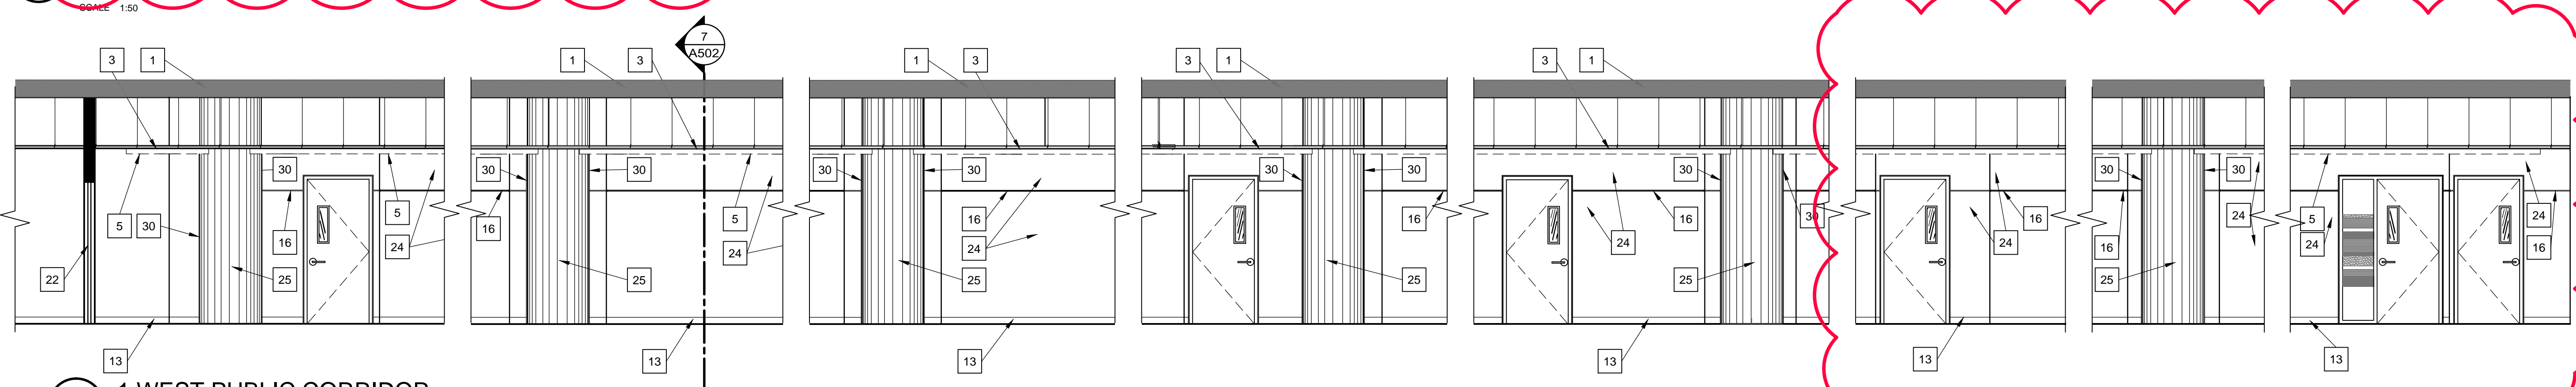 SCALE 1:50
7
A502
3 1 1 3 1 3 3 1 3 1
30 30 30 30 30 30 30 30 30 30 30
5 30 16 5 16 5 16 16 16 30 16 24 5 24
24 24 24 24 24 24 16 24 16
22 25 25 25 25 25 25
13 13 13 13 13 13
1 WEST PUBLIC CORRIDOR